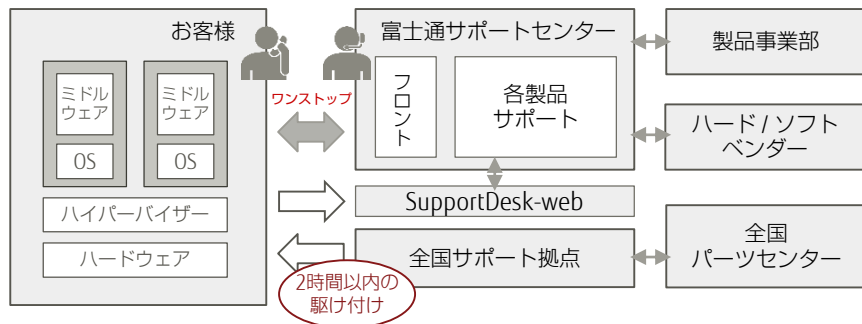 お客様
ミドル
ウェア
OS
ミドル
ウェア
OS
ハイパーバイザー
ハードウェア
ワンストップ
富士通サポートセンター
フロント
各製品
サポート
SupportDesk-web
全国サポート拠点
2時間以内の
駆け付け
製品事業部
ハード / ソフト
ベンダー
全国
パーツセンター